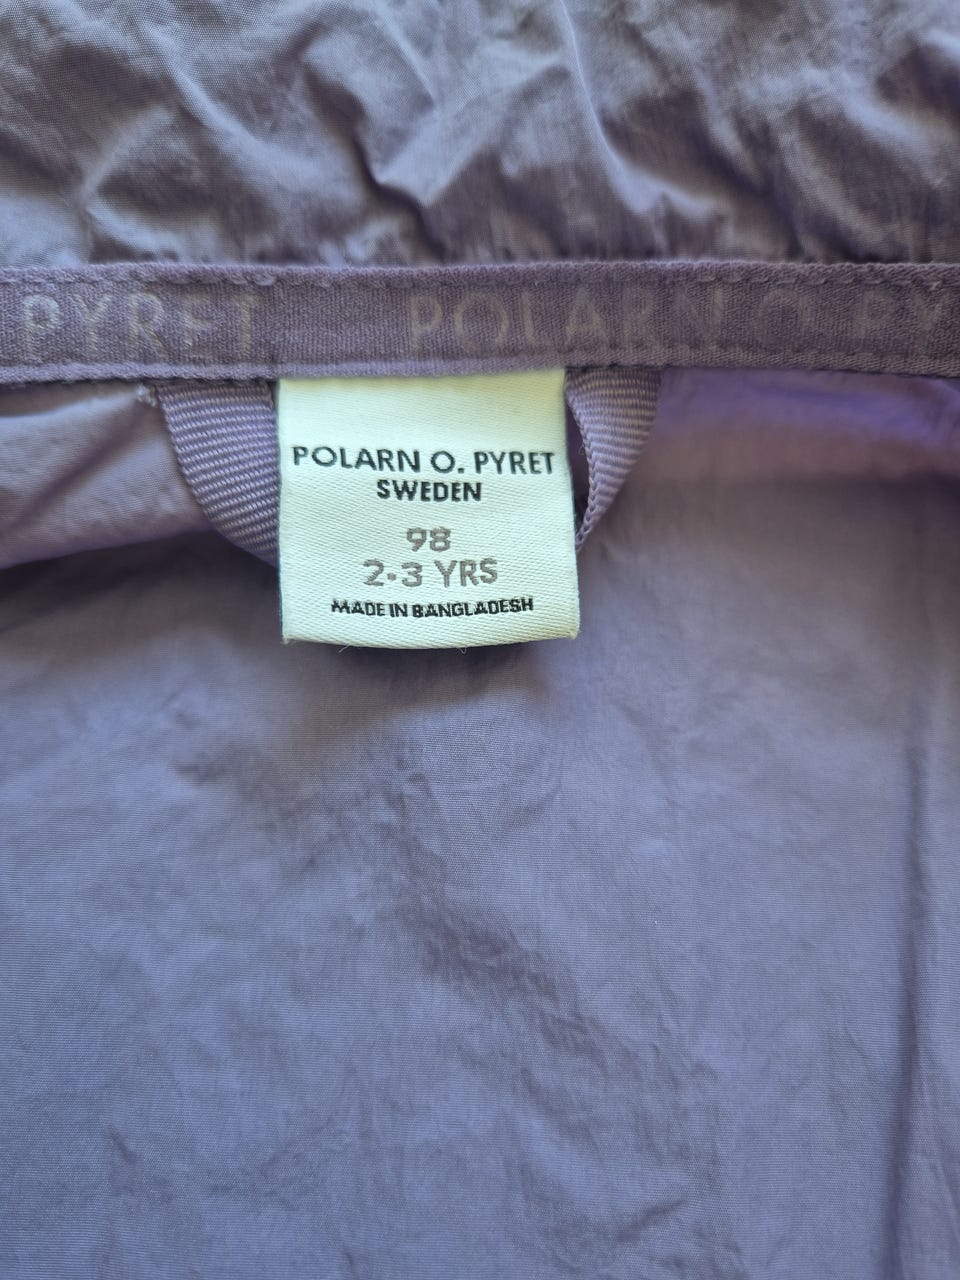 PYRET POLARN O. PY
POLARN O. PYRET
SWEDEN
98
2-3 YRS
MADE IN BANGLADESH